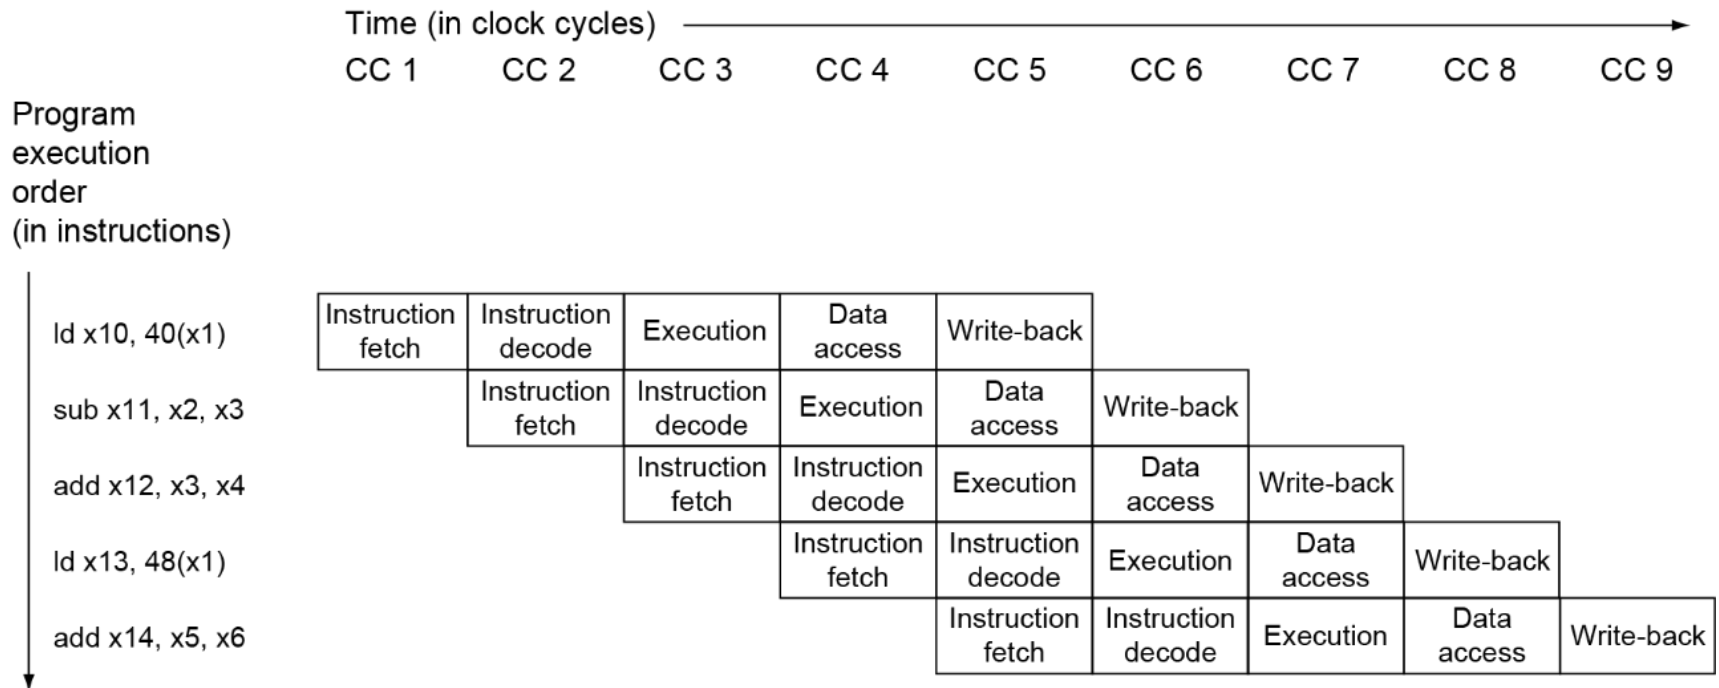 Time (in clock cycles)
CC 1 CC 2 CC 3 CC 4 CC 5 CC 6 CC 7 CC 8 CC 9
Program
execution
order
(in instructions)
ld x10, 40(x1)
Instruction
fetch
Instruction
decode
Execution
Data
access
Write-back
sub x11, x2, x3
Instruction
fetch
Instruction
decode
Execution
Data
access
Write-back
add x12, x3, x4
Instruction
fetch
Instruction
decode
Execution
Data
access
Write-back
ld x13, 48(x1)
Instruction
fetch
Instruction
decode
Execution
Data
access
Write-back
add x14, x5, x6
Instruction
fetch
Instruction
decode
Execution
Data
access
Write-back